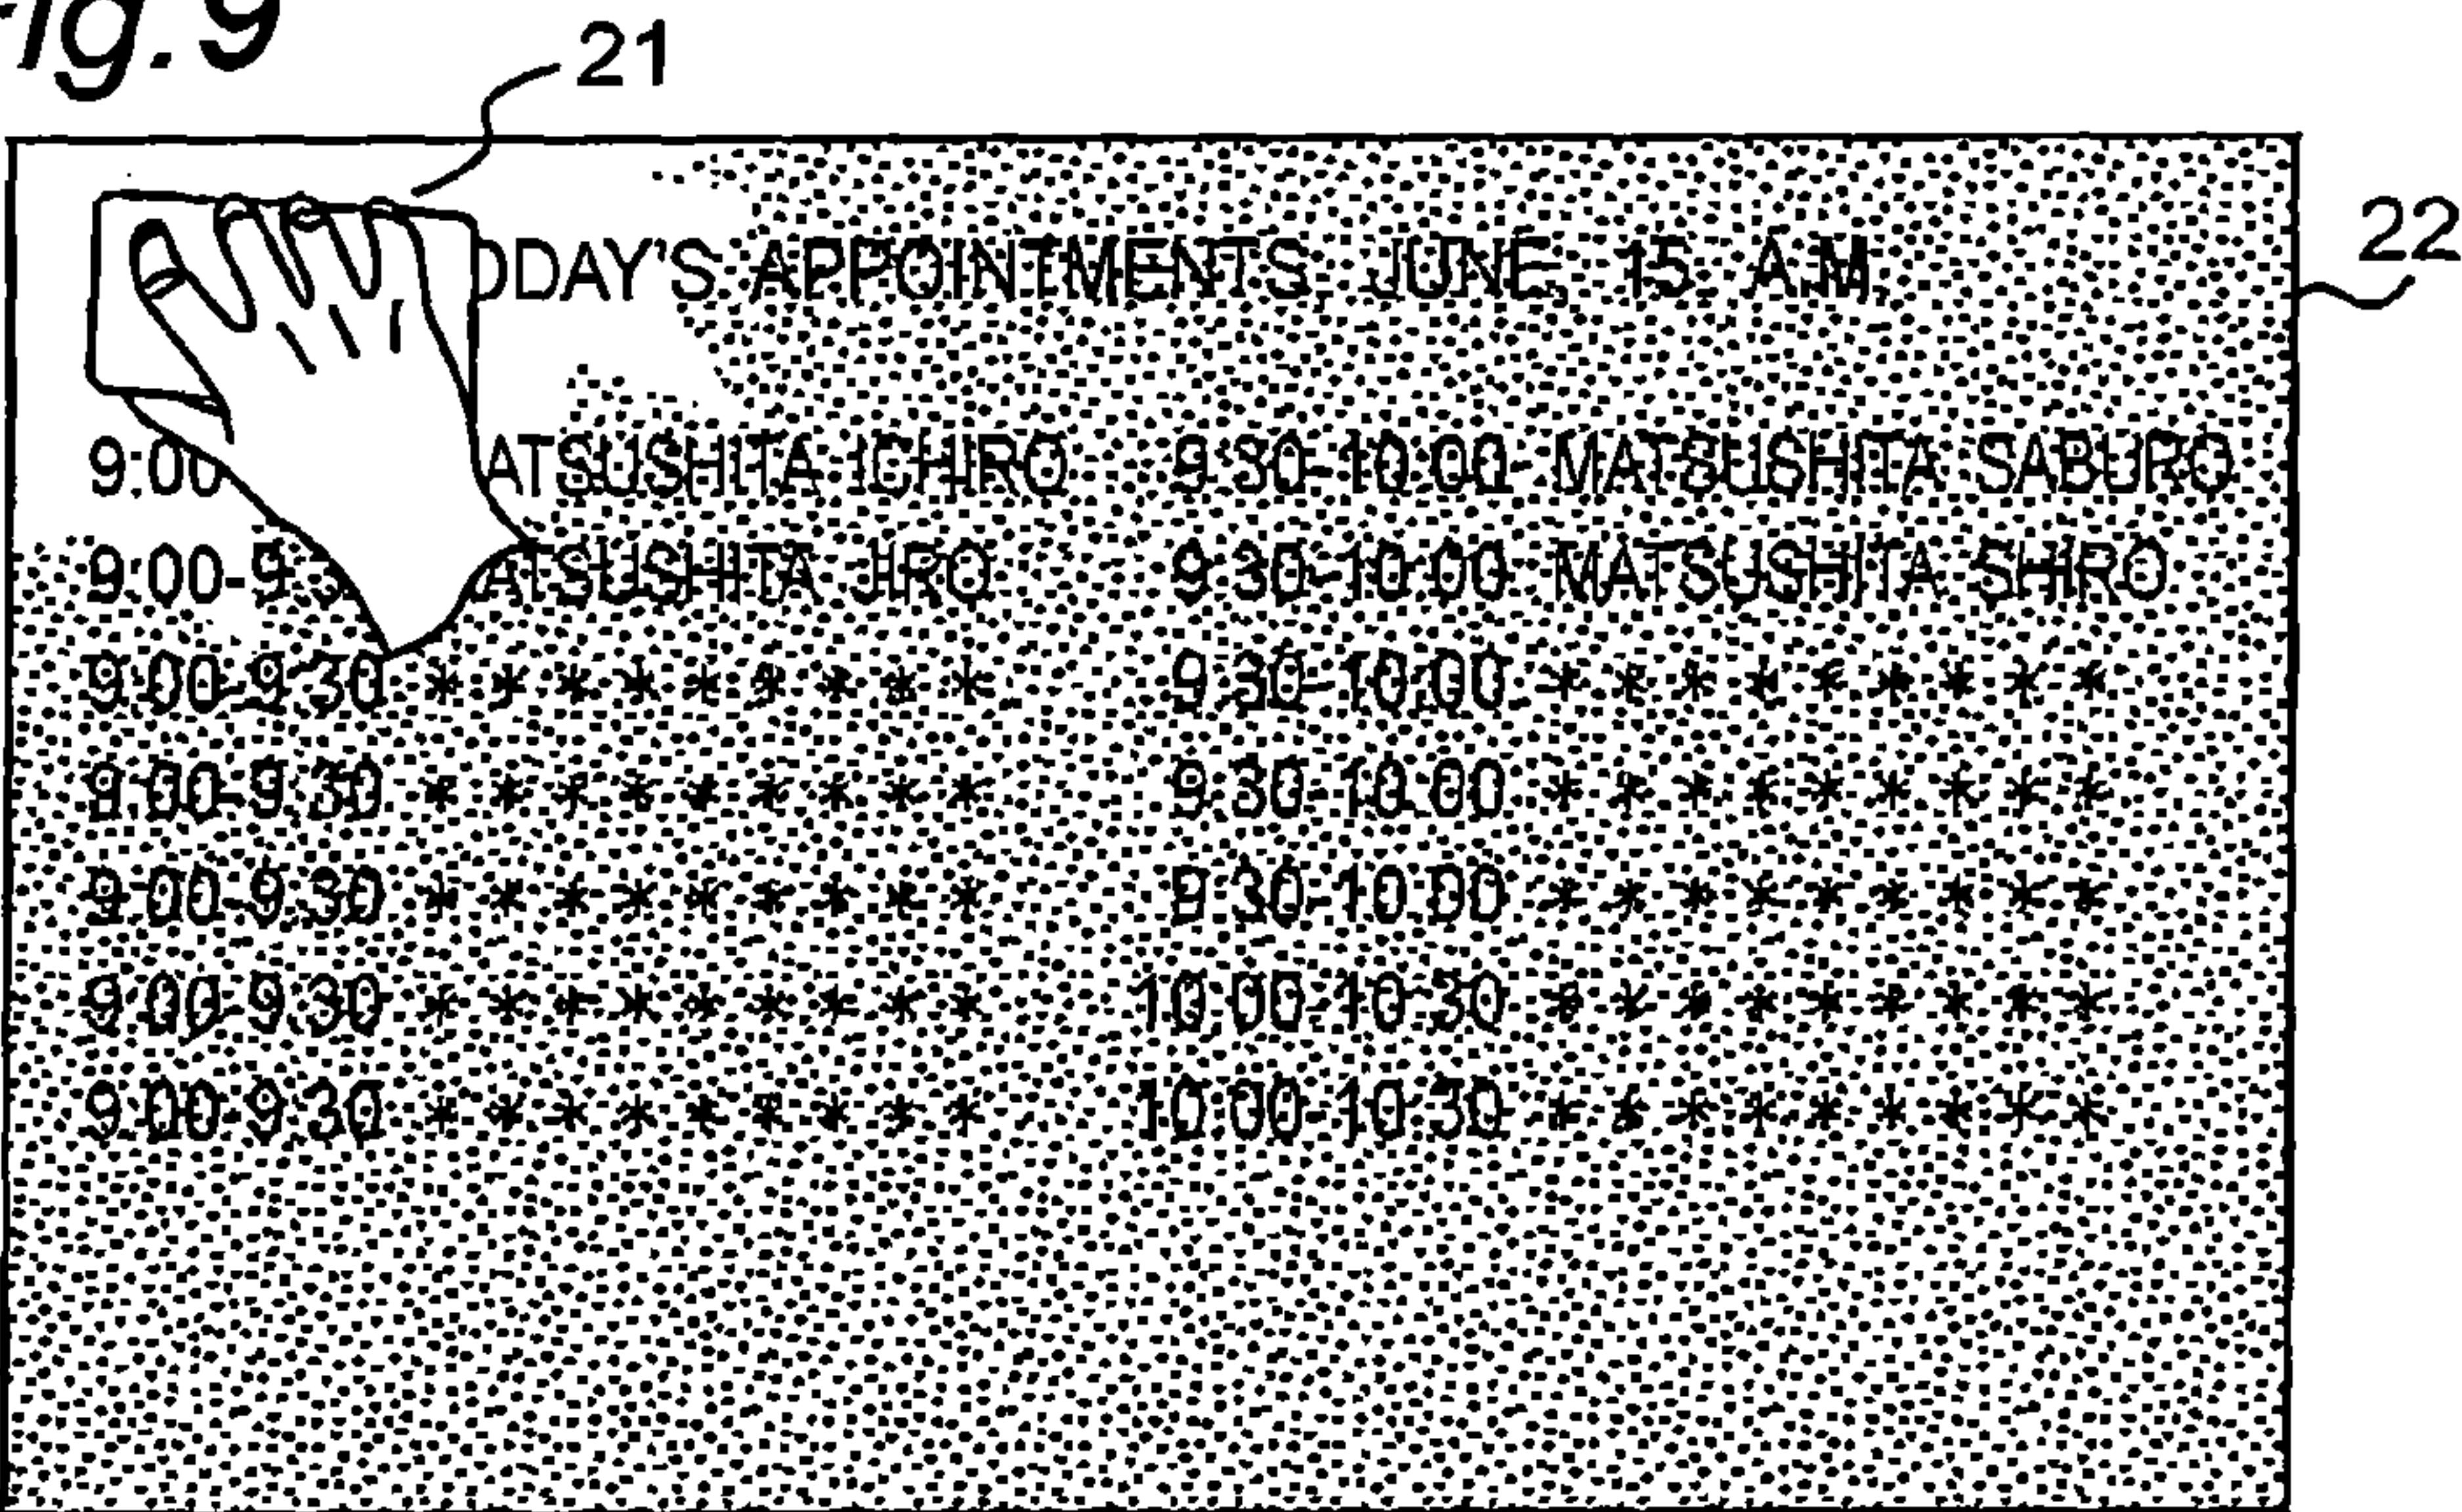 Fig.9
21
22
ODAY'S APPOINTMENTS, JUNE, 15, A.M.
9:00 ATSUSHITA ICHIRO 9:30-10:00 MATSUSHITA SABURO
9:00-9:3 ATSUSHITA JIRO 9:30-10:00 MATSUSHITA SHIRO
9:00-9:30 * * * * * * * * * 9:30-10:00 * * * * * * * * *
9:00-9:30 * * * * * * * * * 9:30-10:00 * * * * * * * * *
9:00-9:30 * * * * * * * * * 9:30-10:00 * * * * * * * * *
9:00-9:30 * * * * * * * * * 10:00-10:30 * * * * * * * * *
9:00-9:30 * * * * * * * * * 10:00-10:30 * * * * * * * * *